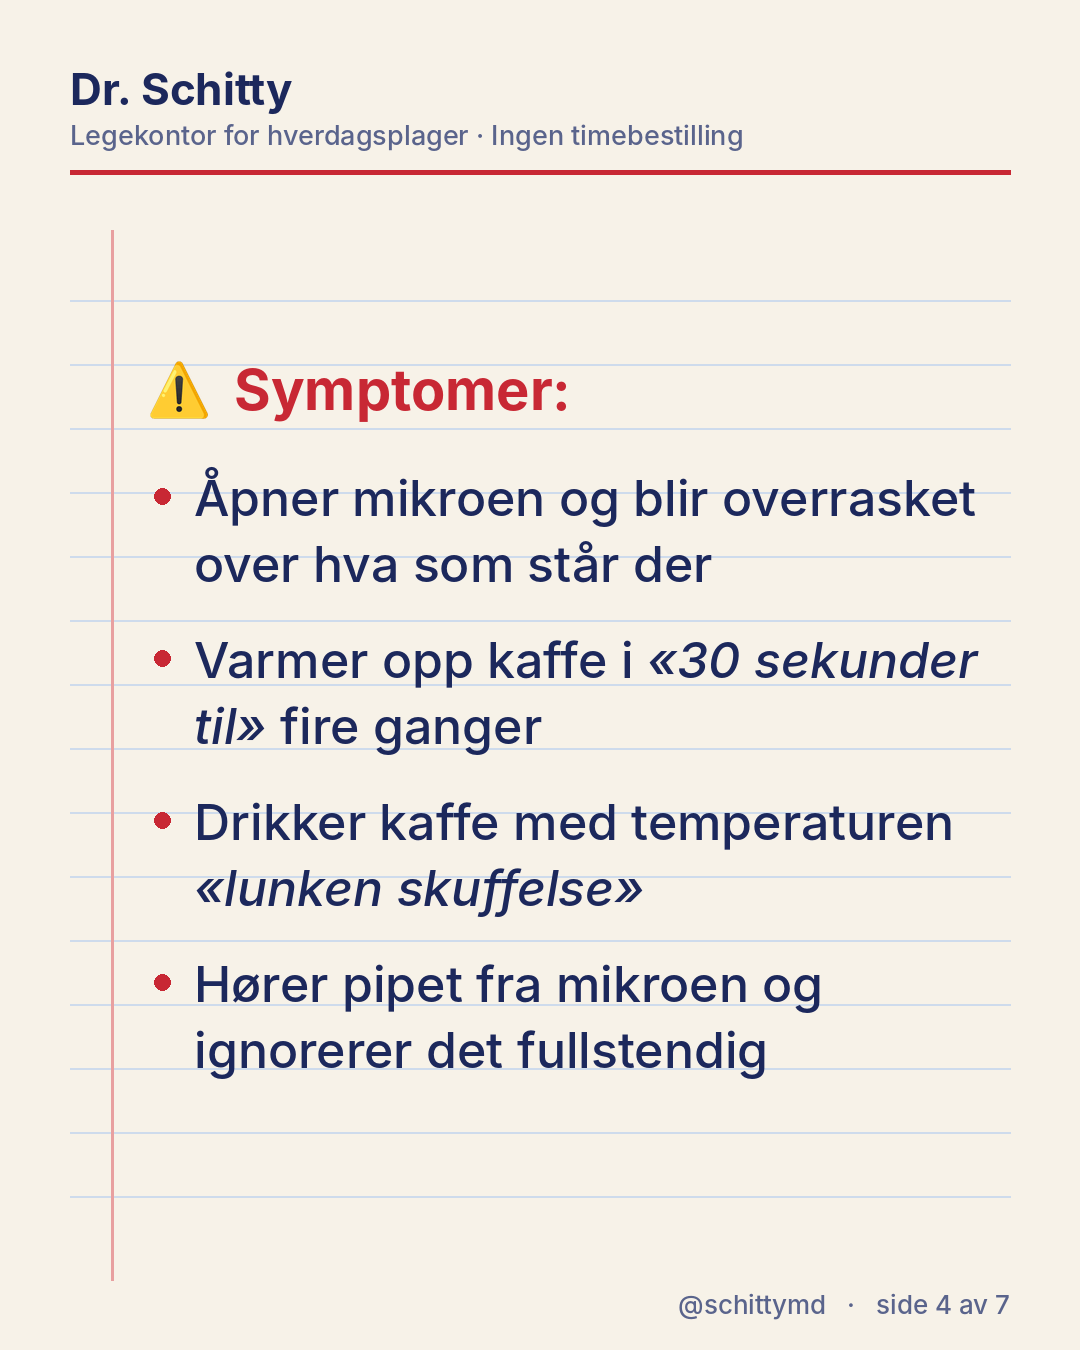 Dr. Schitty
Legekontor for hverdagsplager · Ingen timebestilling
⚠️ Symptomer:
• Åpner mikroen og blir overrasket
over hva som står der
• Varmer opp kaffe i «30 sekunder
til» fire ganger
• Drikker kaffe med temperaturen
«lunken skuffelse»
• Hører pipet fra mikroen og
ignorerer det fullstendig
@schittymd · side 4 av 7